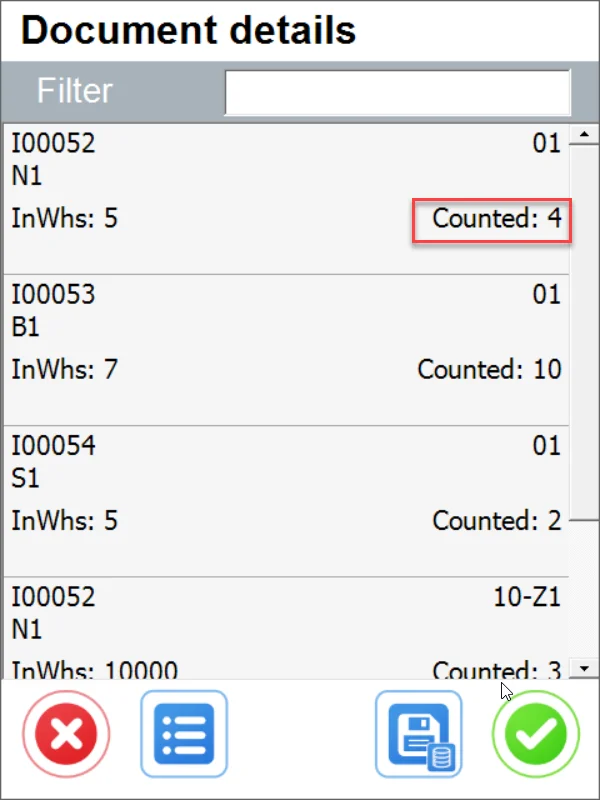 Document details
Filter
I00052 01
N1
InWhs: 5 Counted: 4
I00053 01
B1
InWhs: 7 Counted: 10
I00054 01
S1
InWhs: 5 Counted: 2
I00052 10-Z1
N1
InWhs: 10000 Counted: 3